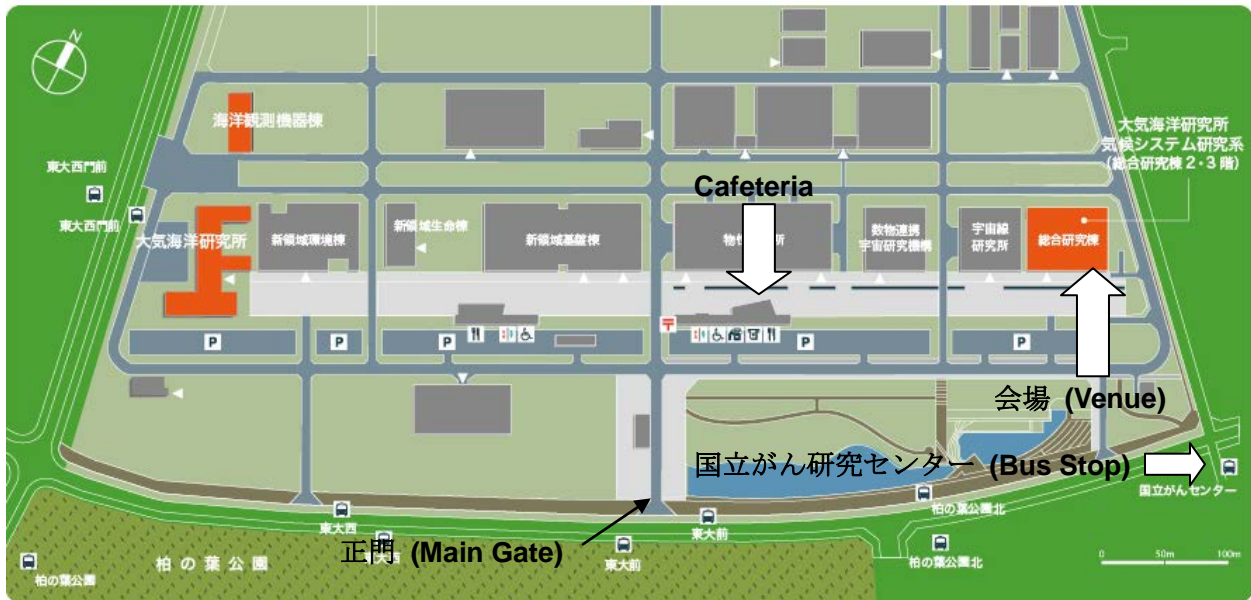 N
海洋観測機器棟
大気海洋研究所
気候システム研究系
(総合研究棟2・3階)
東大西門前
Cafeteria
東大西門前
大気海洋研究所
新領域環境棟
新領域生命棟
新領域基盤棟
数物連携
宇宙研究機構
宇宙線
研究所
総合研究棟
〒
P
P
P
P
P
会場 (Venue)
国立がん研究センター (Bus Stop)
国立がんセンター
柏の葉公園北
東大西
東大前
正門 (Main Gate)
東大前
柏の葉公園北
柏の葉公園
柏の葉公園
0 50m 100m